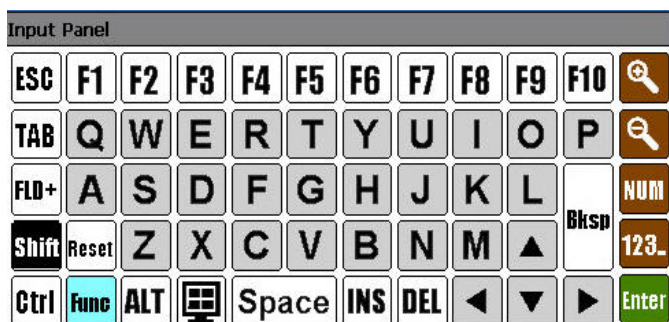 Input Panel
ESC F1 F2 F3 F4 F5 F6 F7 F8 F9 F10
TAB Q W E R T Y U I O P
FLD+ A S D F G H J K L Bksp NUM
Shift Reset Z X C V B N M ▲ 123_
Ctrl Func ALT Space INS DEL ◀ ▼ ▶ Enter